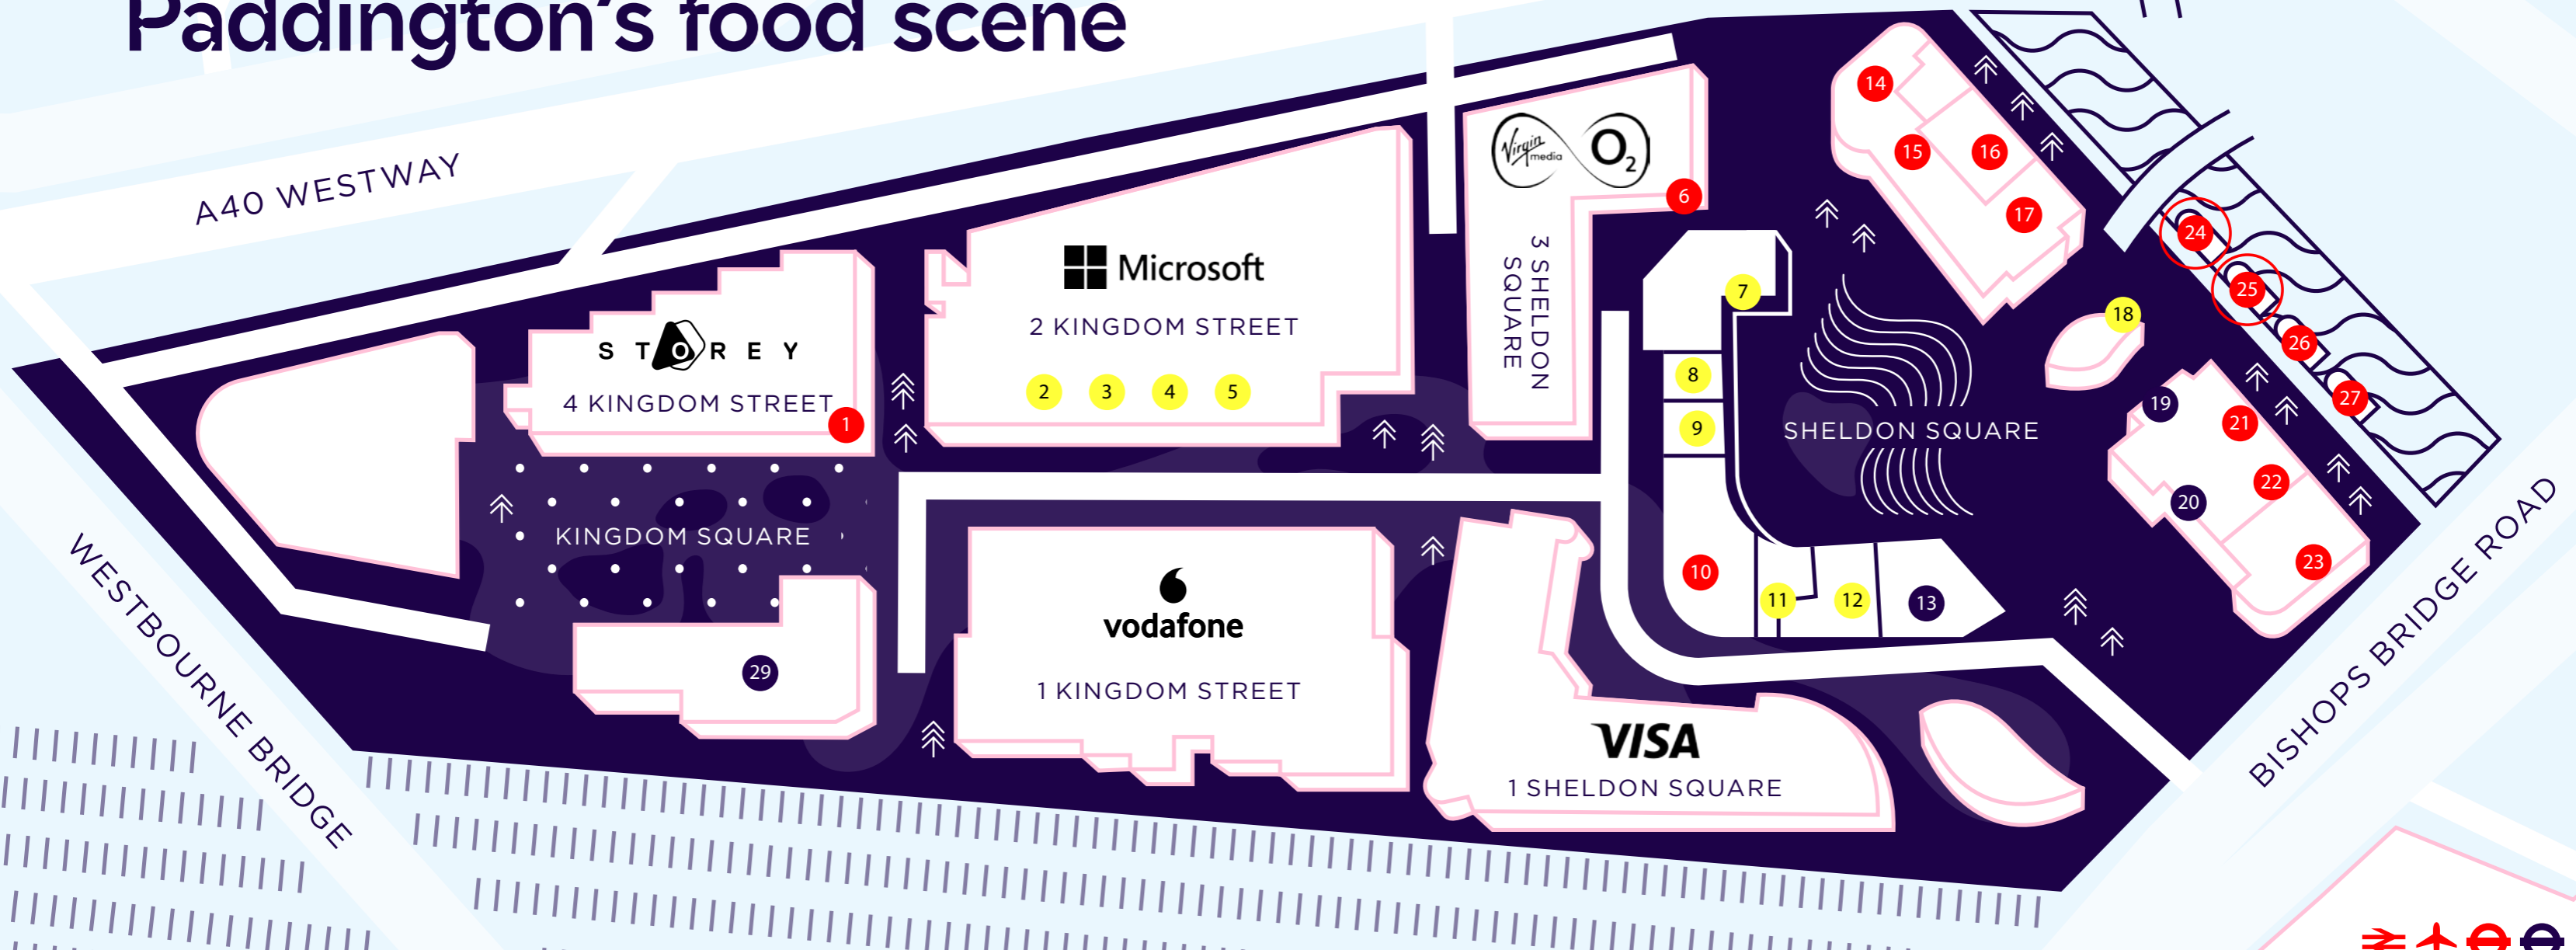 Paddington's food scene
A40 WESTWAY
WESTBOURNE BRIDGE
BISHOPS BRIDGE ROAD
STOREY
4 KINGDOM STREET
1
Microsoft
2 KINGDOM STREET
2 3 4 5
Virgin media O2
3 SHELDON
SQUARE
6
7
8
9
10
11
12
13
14
15
16
17
SHELDON SQUARE
18
19
20
21
22
23
24
25
26
27
KINGDOM SQUARE
29
vodafone
1 KINGDOM STREET
VISA
1 SHELDON SQUARE